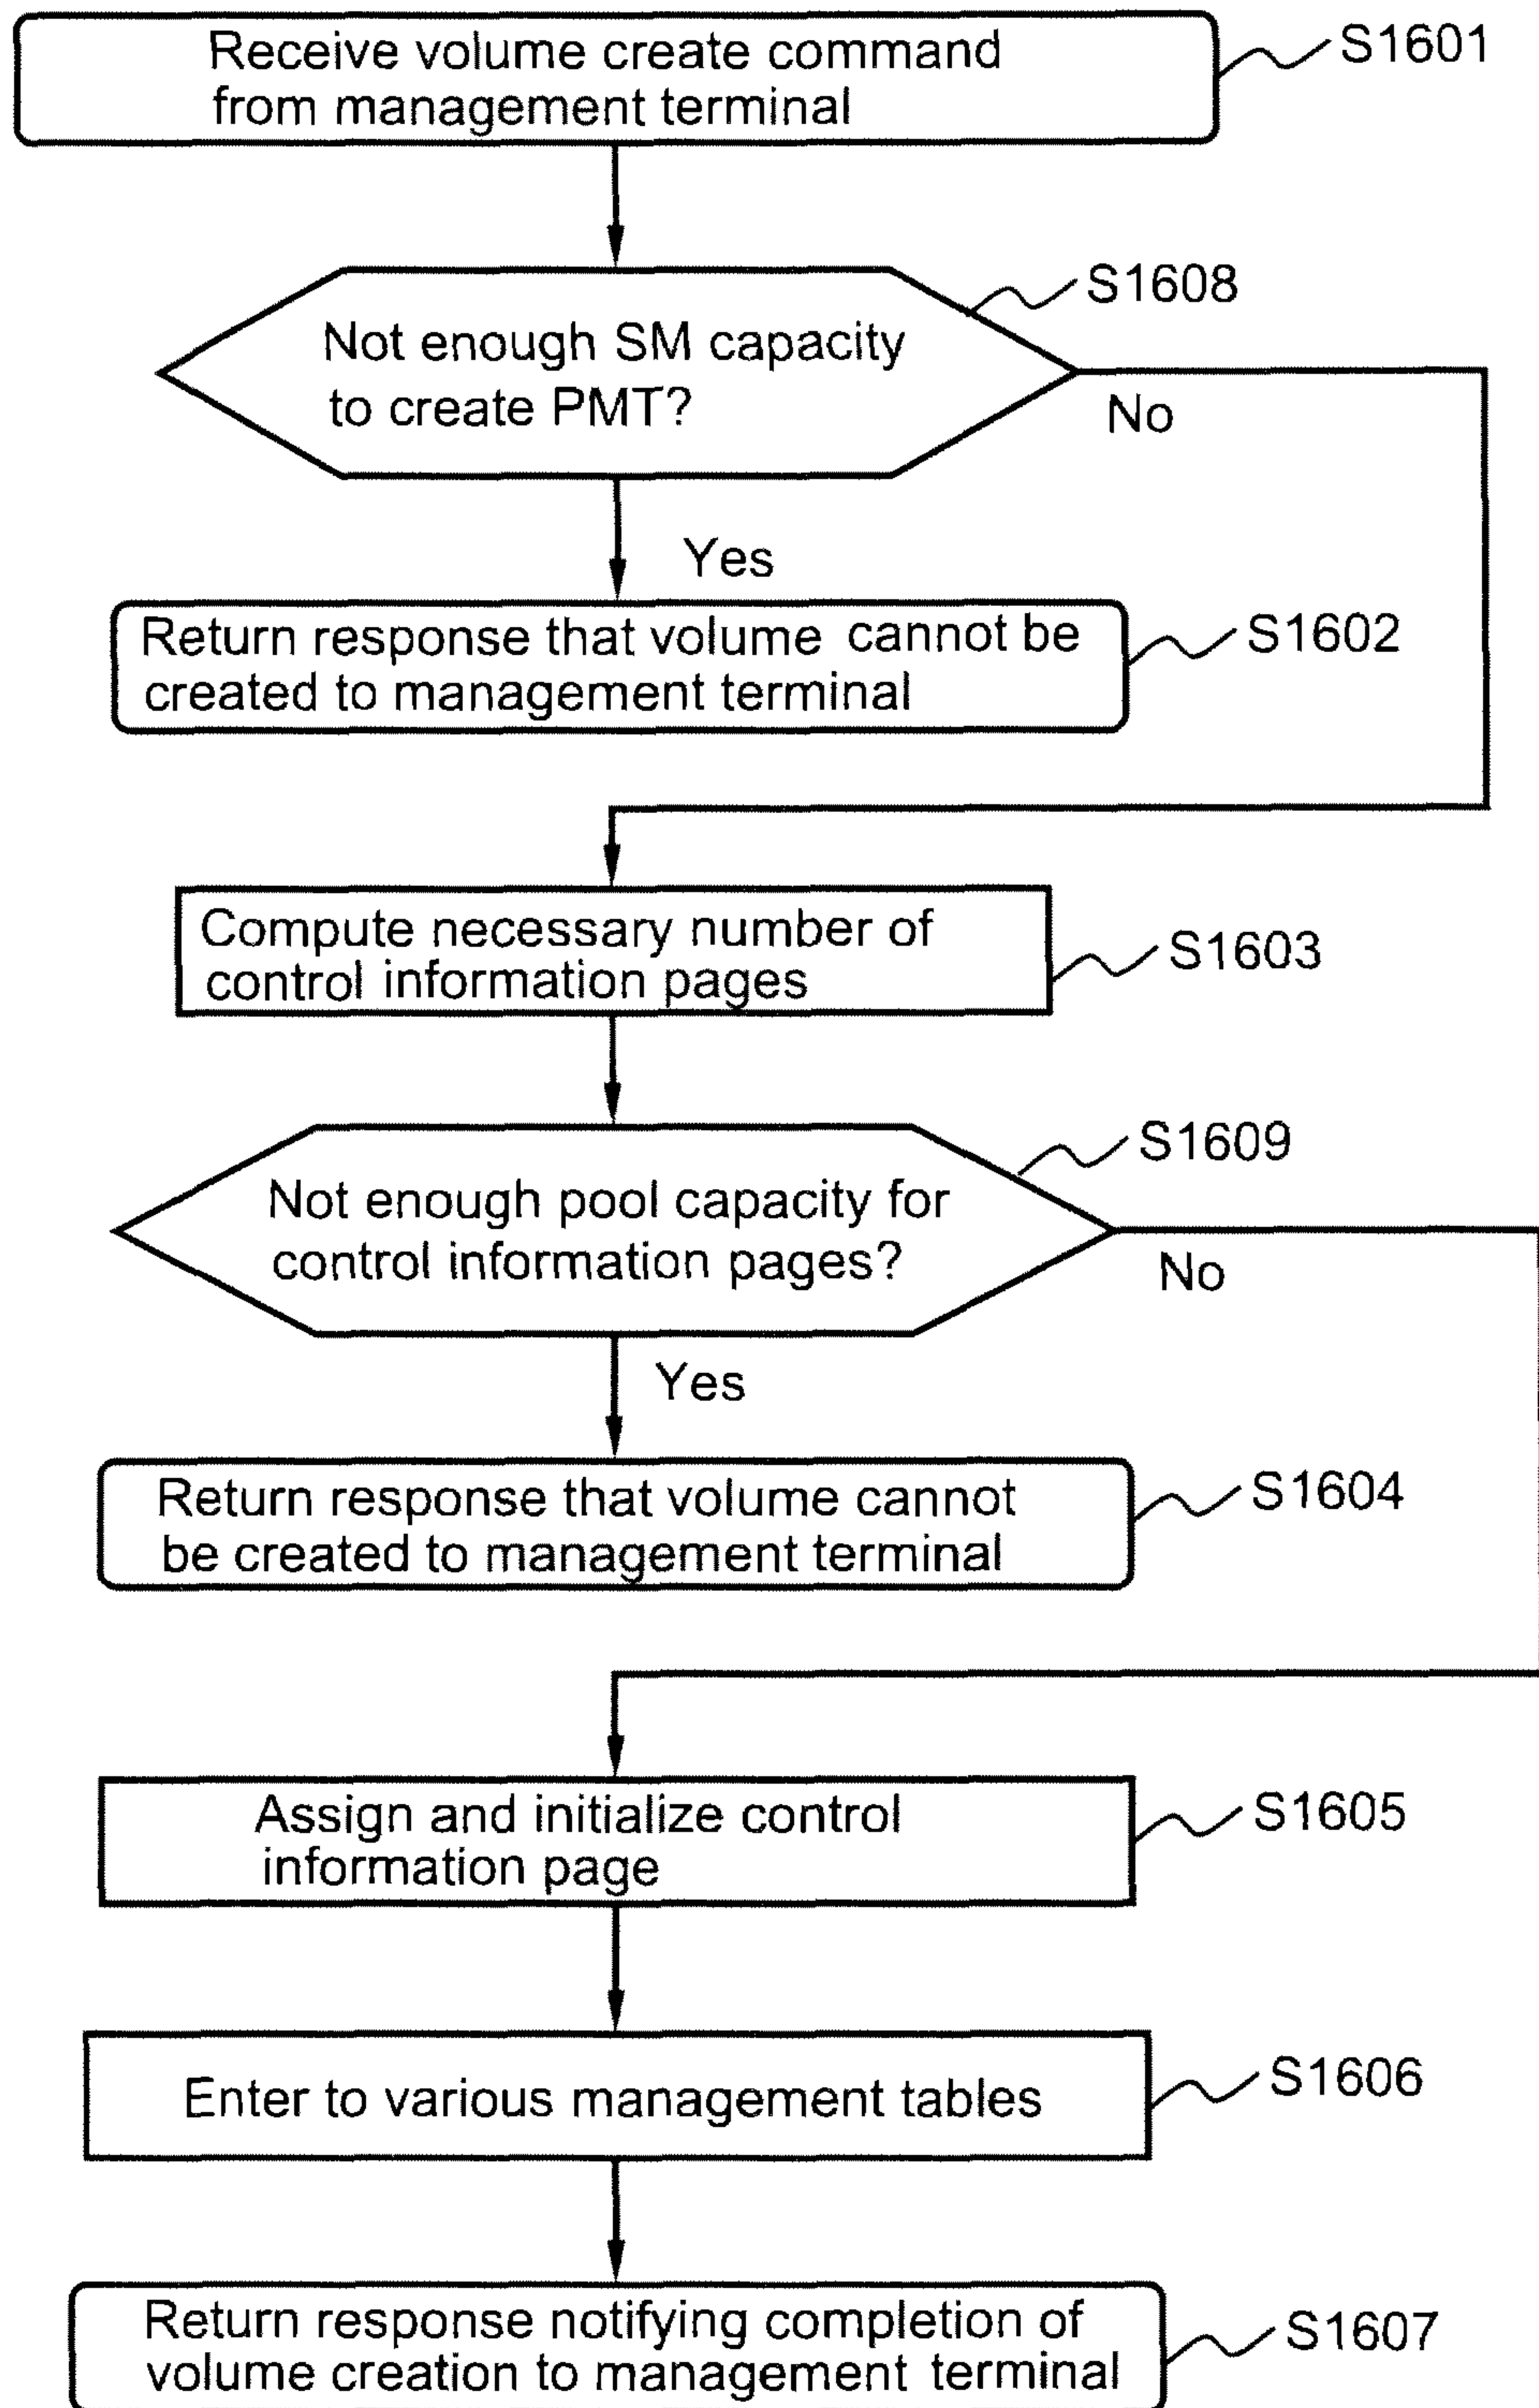 Receive volume create command
from management terminal
S1601
Not enough SM capacity
to create PMT?
S1608
No
Yes
Return response that volume cannot be
created to management terminal
S1602
Compute necessary number of
control information pages
S1603
Not enough pool capacity for
control information pages?
S1609
No
Yes
Return response that volume cannot
be created to management terminal
S1604
Assign and initialize control
information page
S1605
Enter to various management tables
S1606
Return response notifying completion of
volume creation to management terminal
S1607